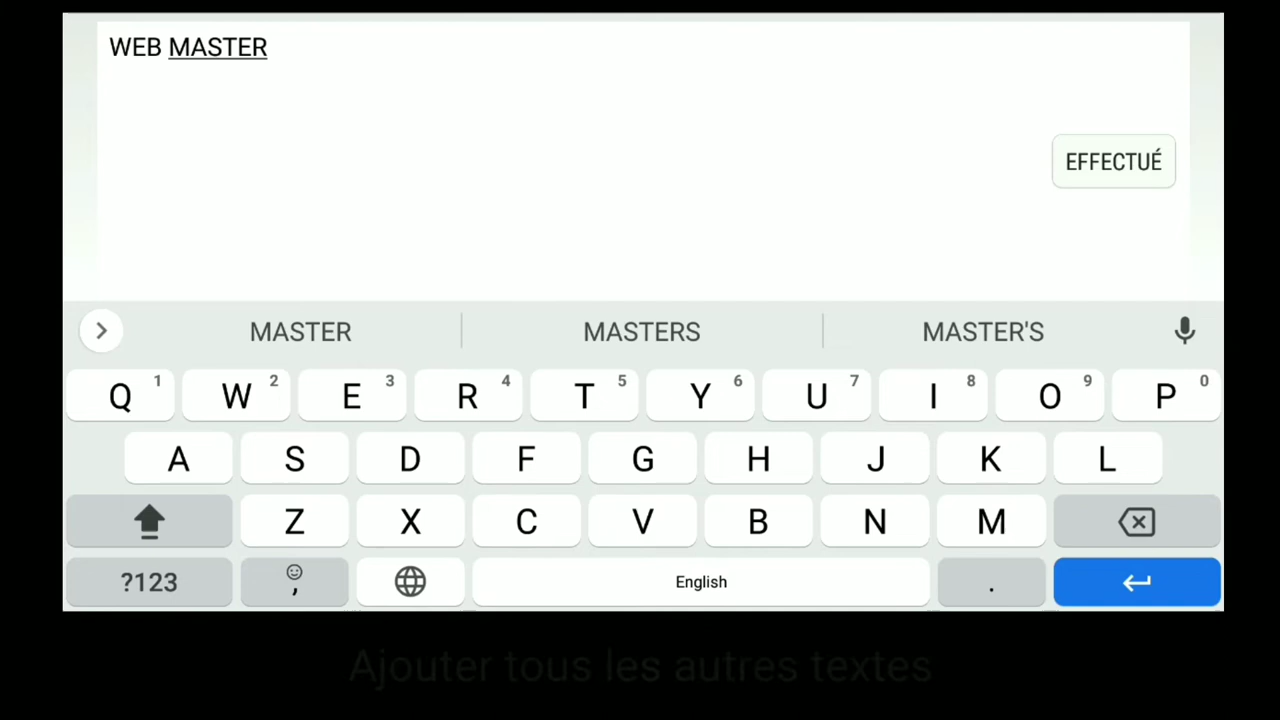 WEB MASTER
EFFECTUÉ
MASTER MASTERS MASTER'S
Q 1 W 2 E 3 R 4 T 5 Y 6 U 7 I 8 O 9 P 0
A S D F G H J K L
Z X C V B N M
?123 , English .
Ajouter tous les autres textes